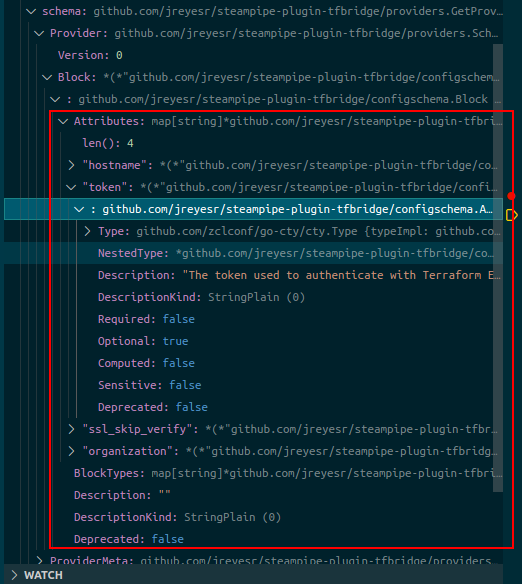 schema: github.com/jreyesr/steampipe-plugin-tfbridge/providers.GetProv
Provider: github.com/jreyesr/steampipe-plugin-tfbridge/providers.Sch
Version: 0
Block: *(*"github.com/jreyesr/steampipe-plugin-tfbridge/configschem
: github.com/jreyesr/steampipe-plugin-tfbridge/configschema.Block
Attributes: map[string]*github.com/jreyesr/steampipe-plugin-tfbri
len(): 4
"hostname": *(*"github.com/jreyesr/steampipe-plugin-tfbridge/co
"token": *(*"github.com/jreyesr/steampipe-plugin-tfbridge/confi
: github.com/jreyesr/steampipe-plugin-tfbridge/configschema.A…
Type: github.com/zclconf/go-cty/cty.Type {typeImpl: github.co
NestedType: *github.com/jreyesr/steampipe-plugin-tfbridge/co
Description: "The token used to authenticate with Terraform E…
DescriptionKind: StringPlain (0)
Required: false
Optional: true
Computed: false
Sensitive: false
Deprecated: false
"ssl_skip_verify": *(*"github.com/jreyesr/steampipe-plugin-tfbr
"organization": *(*"github.com/jreyesr/steampipe-plugin-tfbridg
BlockTypes: map[string]*github.com/jreyesr/steampipe-plugin-tfbri
Description: ""
DescriptionKind: StringPlain (0)
Deprecated: false
ProviderMeta: github.com/jreyesr/steampipe-plugin-tfbridge/providers
WATCH